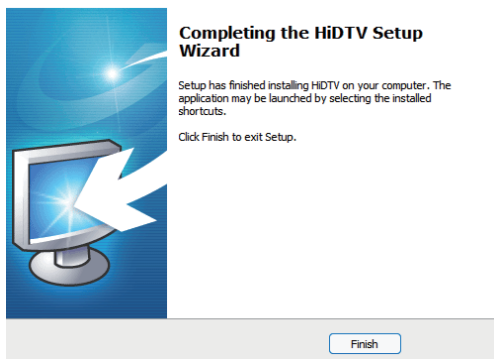 Completing the HiDTV Setup
Wizard
Setup has finished installing HiDTV on your computer. The
application may be launched by selecting the installed
shortcuts.
Click Finish to exit Setup.
Finish